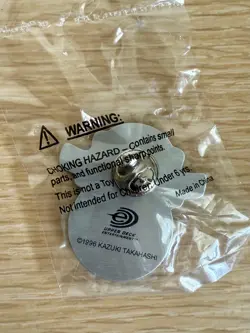 WARNING:
CHOKING HAZARD – Contains small
parts, and functional sharp points.
This is not a Toy
Not intended for Children Under 6 yrs.
Made in China
UPPER DECK
ENTERTAINMENT
©1996 KAZUKI TAKAHASHI